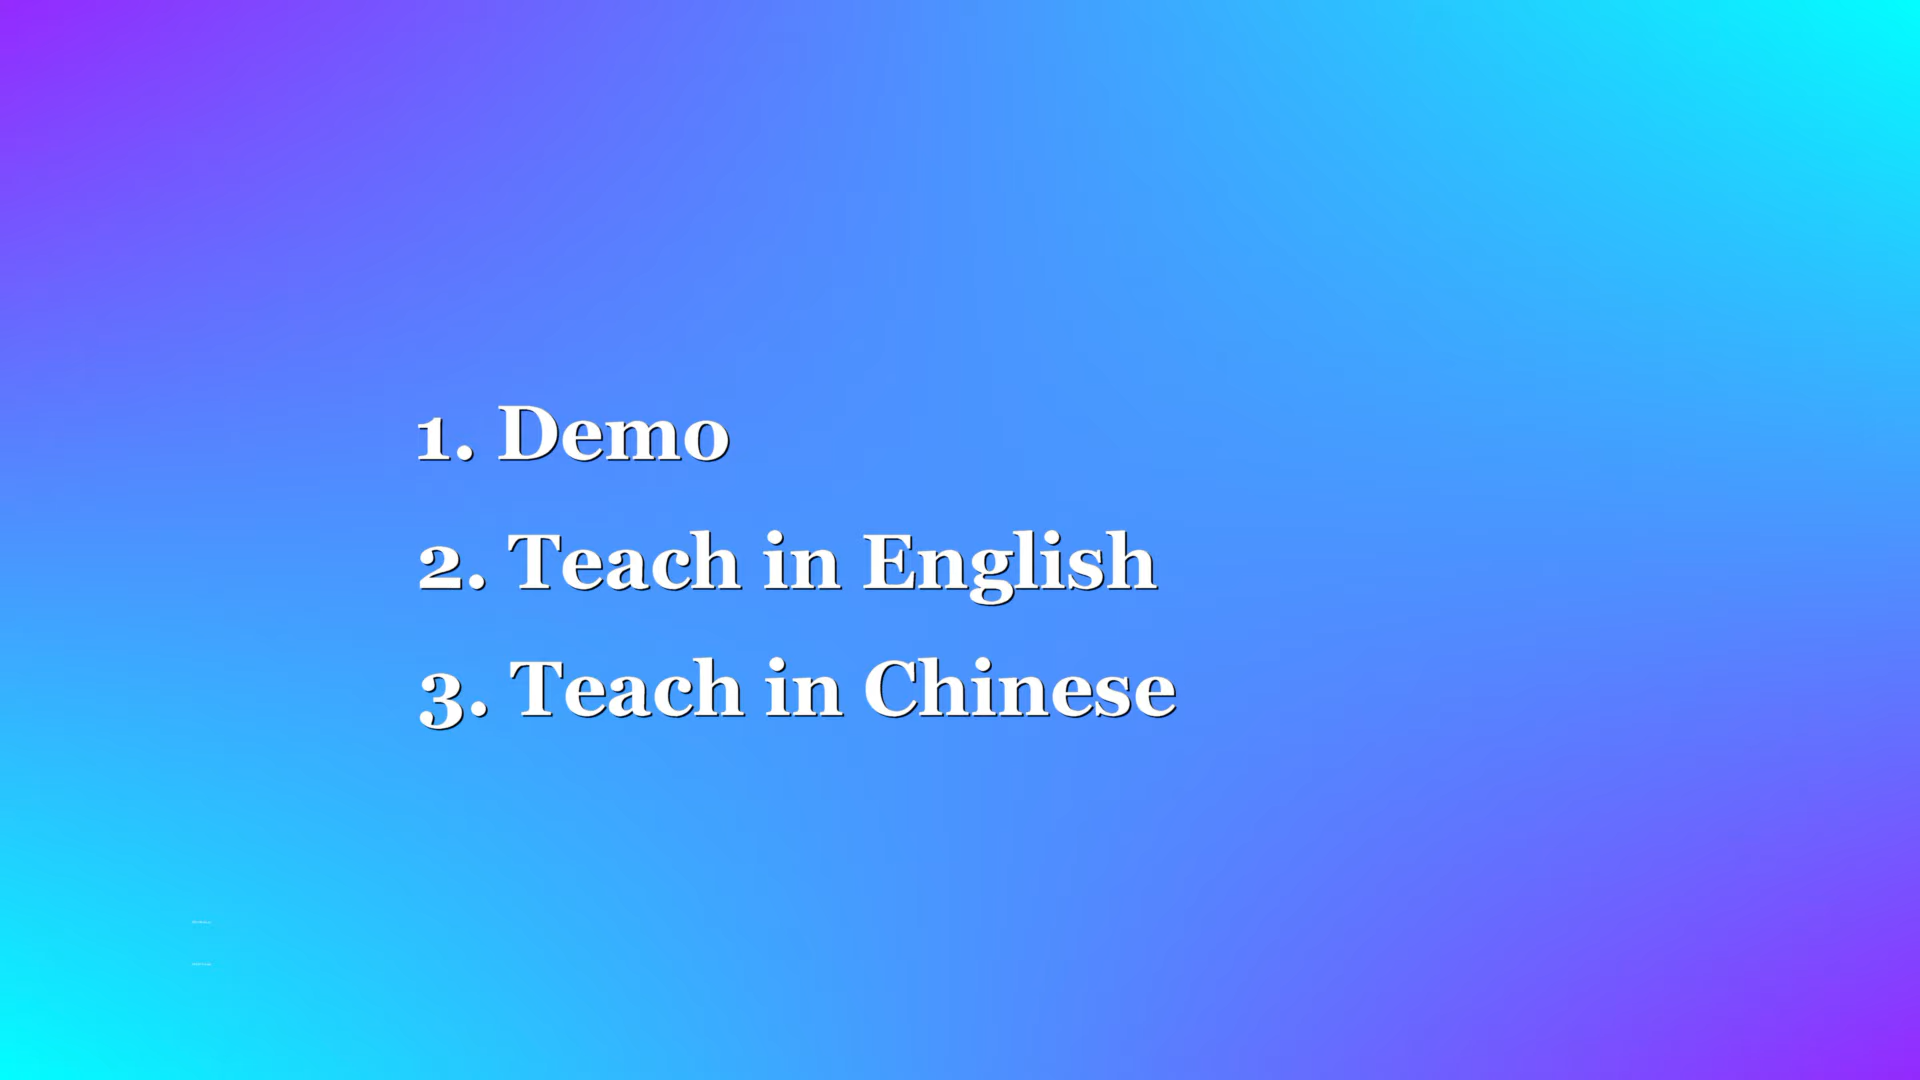 1. Demo
2. Teach in English
3. Teach in Chinese